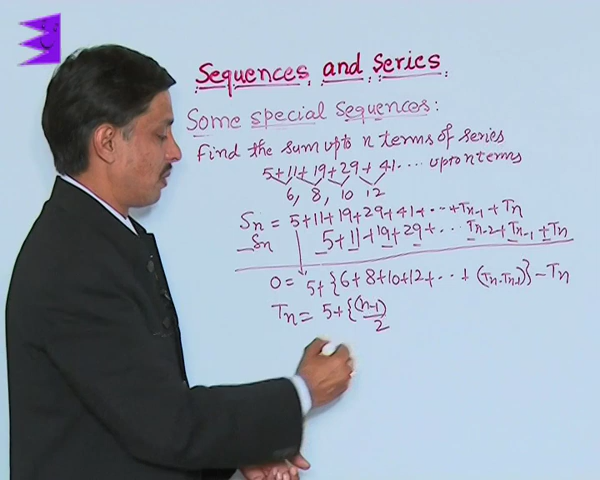 Sequences and Series.
Some special Sequences:
Find the sum upto n terms of series
5+11+19+29+41.... upto n terms
6, 8, 10 12
Sn = 5+11+19+29+41+...+Tn-1 + Tn
_Sn 5+11+19+29+... Tn-2+Tn-1+Tn
0= 5+{6+8+10+12+...+(Tn-Tn-1)}-Tn
Tn = 5+{(n-1)/2